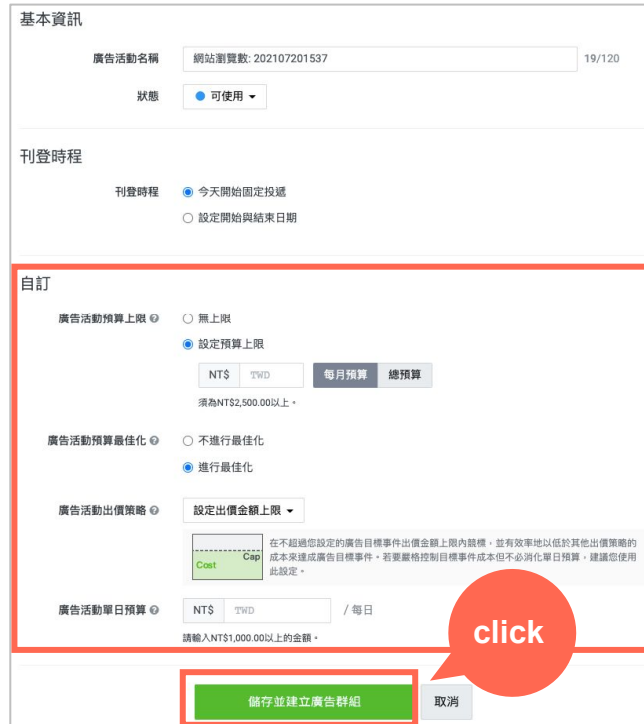 基本資訊
廣告活動名稱 網站瀏覽數: 202107201537 19/120
狀態 可使用
刊登時程
刊登時程 今天開始固定投遞
設定開始與結束日期
自訂
廣告活動預算上限 無上限
設定預算上限
NT$ TWD 每月預算 總預算
須為NT$2,500.00以上。
廣告活動預算最佳化 不進行最佳化
進行最佳化
廣告活動出價策略 設定出價金額上限
在不超過您設定的廣告目標事件出價金額上限內競標,並有效率地以低於其他出價策略的
Cost Cap 成本來達成廣告目標事件。若要嚴格控制目標事件成本但不必消化單日預算,建議您使用
此設定。
廣告活動單日預算 NT$ TWD / 每日
請輸入NT$1,000.00以上的金額。
click
儲存並建立廣告群組 取消